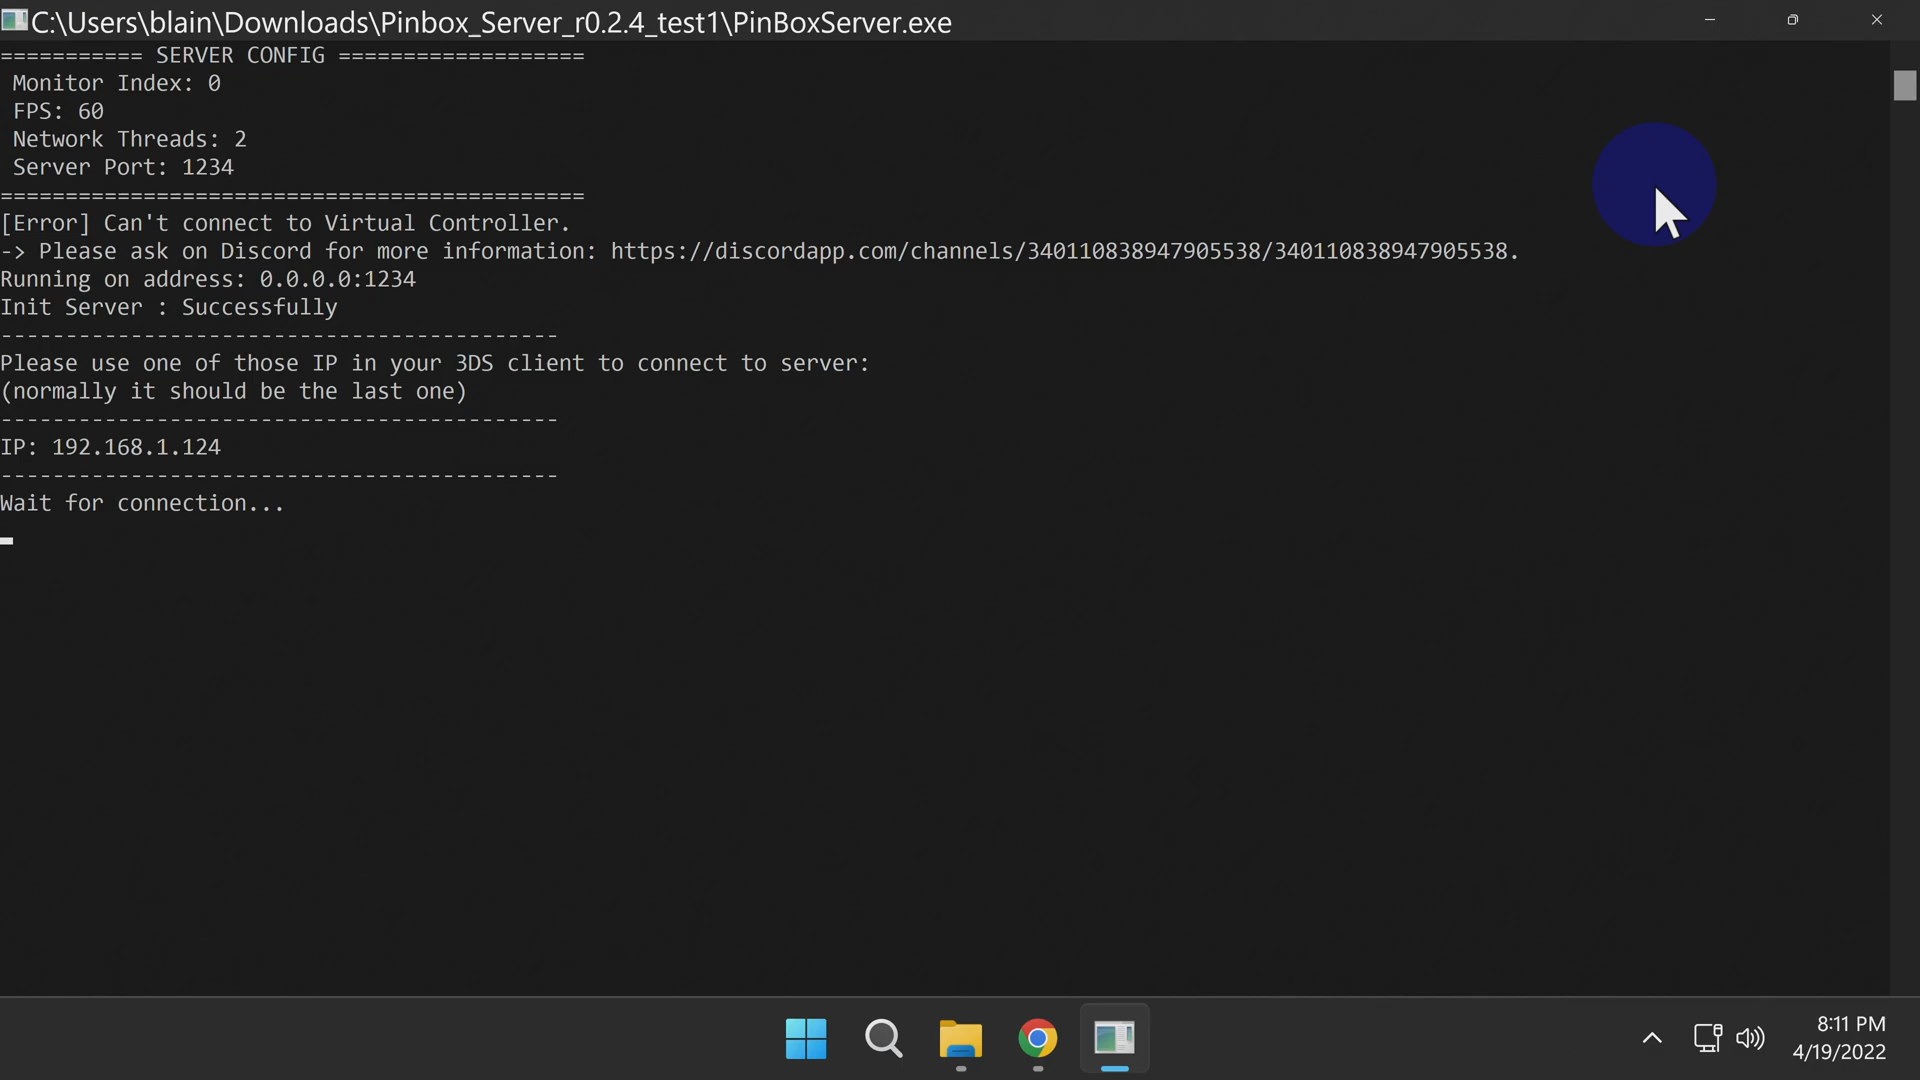 C:\Users\blain\Downloads\Pinbox_Server_r0.2.4_test1\PinBoxServer.exe
=========== SERVER CONFIG ===================
Monitor Index: 0
FPS: 60
Network Threads: 2
Server Port: 1234
=============================================
[Error] Can't connect to Virtual Controller.
-> Please ask on Discord for more information: https://discordapp.com/channels/340110838947905538/340110838947905538.
Running on address: 0.0.0.0:1234
Init Server : Successfully
-------------------------------------------
Please use one of those IP in your 3DS client to connect to server:
(normally it should be the last one)
-------------------------------------------
IP: 192.168.1.124
-------------------------------------------
Wait for connection...
8:11 PM
4/19/2022